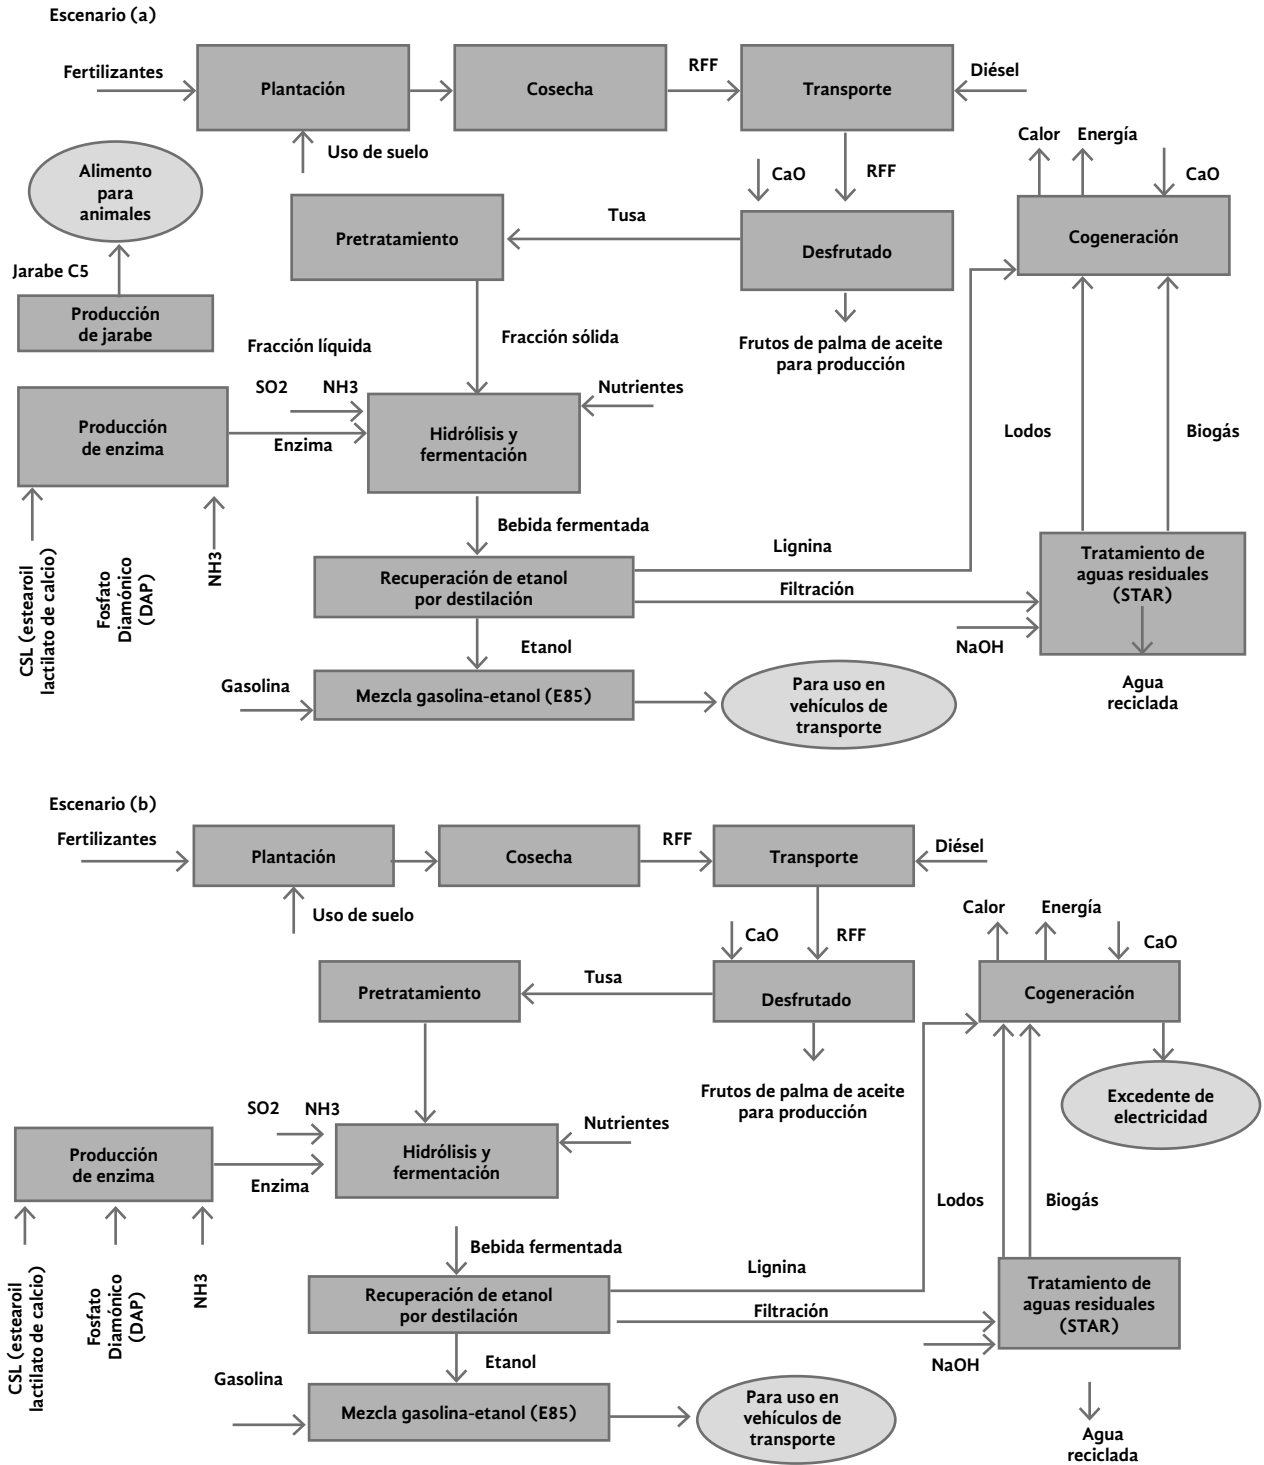 Escenario (a)
Fertilizantes
Plantación
Cosecha
RFF
Transporte
Diésel
Uso de suelo
Calor
Energía
CaO
Alimento
para
animales
CaO
RFF
Pretratamiento
Tusa
Desfrutado
Cogeneración
Jarabe C5
Producción
de jarabe
Fracción líquida
Fracción sólida
Frutos de palma de aceite
para producción
SO2
NH3
Nutrientes
Producción
de enzima
Enzima
Hidrólisis y
fermentación
Lodos
Biogás
Bebida fermentada
CSL (estearoil
lactilato de calcio)
Fosfato
Diamónico
(DAP)
NH3
Recuperación de etanol
por destilación
Lignina
Filtración
Tratamiento de
aguas residuales
(STAR)
NaOH
Etanol
Gasolina
Mezcla gasolina-etanol (E85)
Para uso en
vehículos de
transporte
Agua
reciclada
Escenario (b)
Fertilizantes
Plantación
Cosecha
RFF
Transporte
Diésel
Uso de suelo
Calor
Energía
CaO
CaO
RFF
Pretratamiento
Tusa
Desfrutado
Cogeneración
Frutos de palma de aceite
para producción
Excedente de
electricidad
SO2
NH3
Nutrientes
Producción
de enzima
Enzima
Hidrólisis y
fermentación
Lodos
Biogás
Bebida fermentada
CSL (estearoil
lactilato de calcio)
Fosfato
Diamónico
(DAP)
NH3
Recuperación de etanol
por destilación
Lignina
Filtración
Tratamiento de
aguas residuales
(STAR)
NaOH
Etanol
Gasolina
Mezcla gasolina-etanol (E85)
Para uso en
vehículos de
transporte
Agua
reciclada